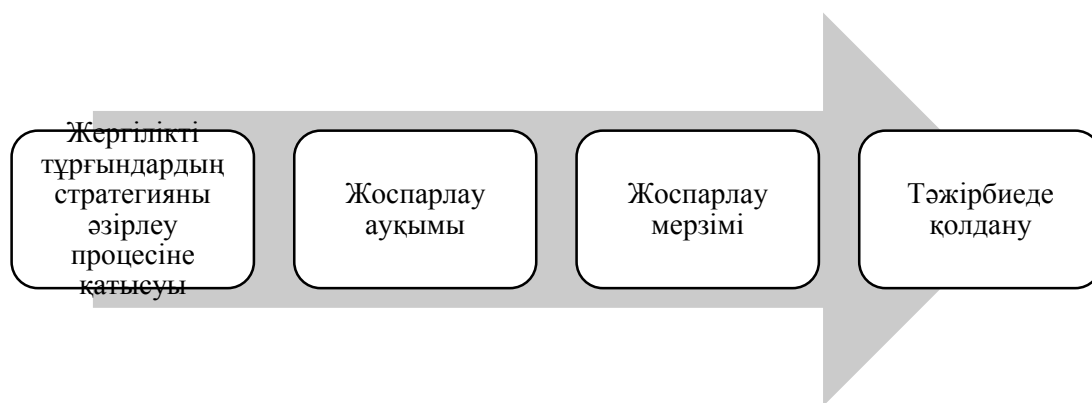 Жергілікті
тұрғындардың
стратегияны
әзірлеу
процесіне
қатысуы
Жоспарлау
ауқымы
Жоспарлау
мерзімі
Тәжірбиеде
қолдану